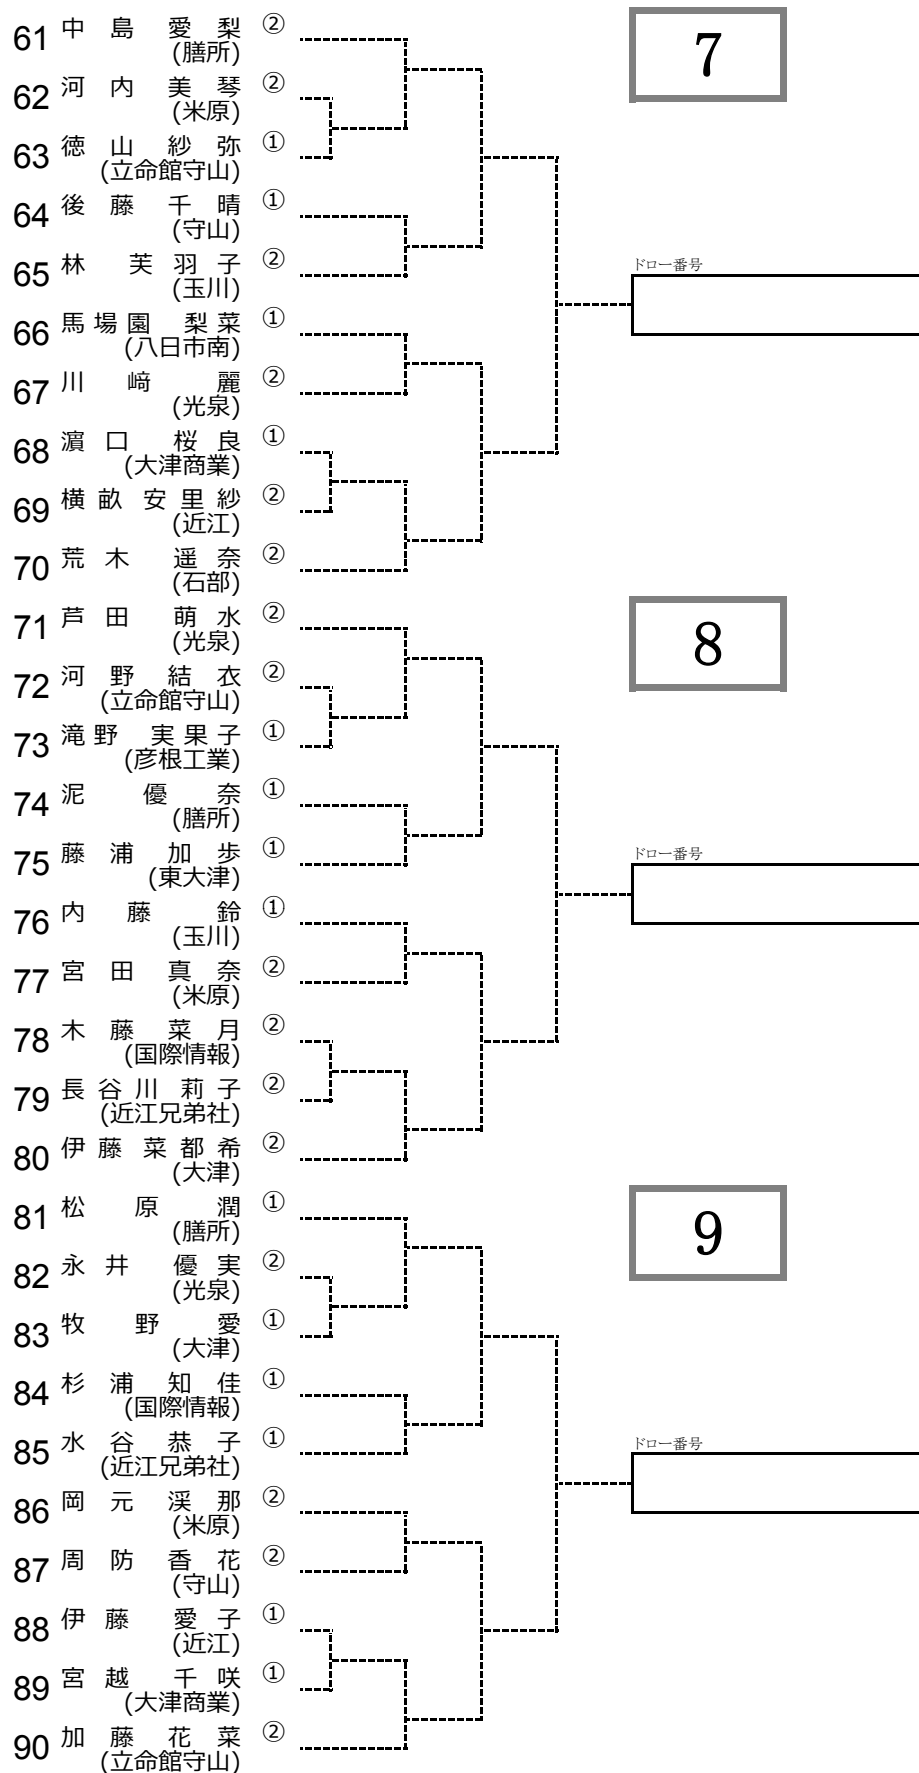 61 中島 愛梨 ②
(膳所)
7
62 河内 美琴 ②
(米原)
63 徳山 紗弥 ①
(立命館守山)
64 後藤 千晴 ①
(守山)
65 林 芙羽子 ②
(玉川)
ドロー番号
66 馬場園 梨菜 ①
(八日市南)
67 川﨑 麗 ②
(光泉)
68 濵口 桜良 ①
(大津商業)
69 横畝 安里紗 ②
(近江)
70 荒木 遥奈 ②
(石部)
71 芦田 萌水 ②
(光泉)
8
72 河野 結衣 ②
(立命館守山)
73 滝野 実果子 ①
(彦根工業)
74 泥 優奈 ①
(膳所)
75 藤浦 加歩 ①
(東大津)
ドロー番号
76 内藤 鈴 ①
(玉川)
77 宮田 真奈 ②
(米原)
78 木藤 菜月 ②
(国際情報)
79 長谷川 莉子 ②
(近江兄弟社)
80 伊藤 菜都希 ②
(大津)
81 松原 潤 ①
(膳所)
9
82 永井 優実 ②
(光泉)
83 牧野 愛 ①
(大津)
84 杉浦 知佳 ①
(国際情報)
85 水谷 恭子 ①
(近江兄弟社)
ドロー番号
86 岡元 渓那 ②
(米原)
87 周防 香花 ②
(守山)
88 伊藤 愛子 ①
(近江)
89 宮越 千咲 ①
(大津商業)
90 加藤 花菜 ②
(立命館守山)